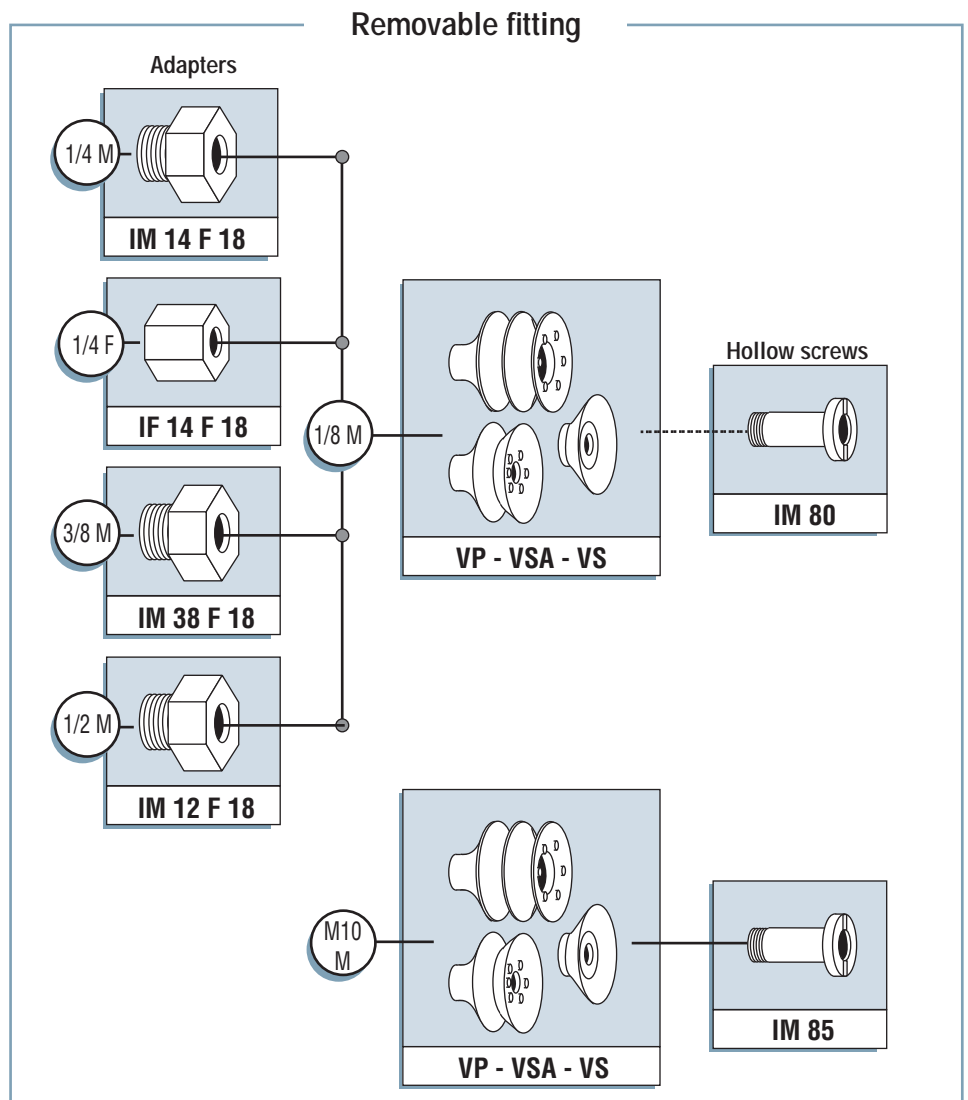 Removable fitting
Adapters
1/4 M
IM 14 F 18
1/4 F
IF 14 F 18
1/8 M
Hollow screws
3/8 M
IM 80
VP - VSA - VS
IM 38 F 18
1/2 M
IM 12 F 18
M10
M
IM 85
VP - VSA - VS